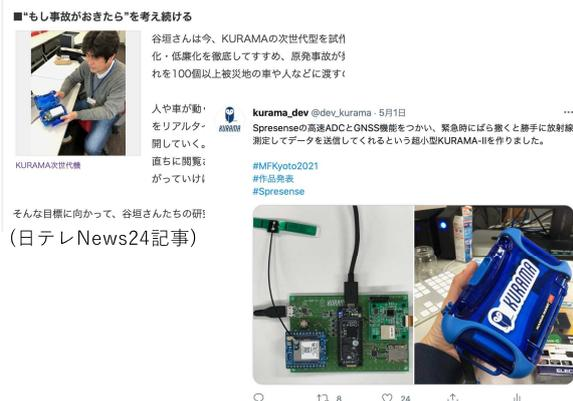 ■“もし事故がおきたら”を考え続ける
谷垣さんは今、KURAMAの次世代型を試作
化・低廉化を徹底してすすめ、原発事故が
れを100個以上被災地の車や人などに渡す
人や車が動
をリアルタ
開していく。
直ちに閲覧
がっていけ
KURAMA次世代機
そんな目標に向かって、谷垣さんたちの研
(日テレNews24記事)
kurama_dev @dev_kurama · 5月1日
Spresenseの高速ADCとGNSS機能をつかい、緊急時にばら撒くと勝手に放射線
測定してデータを送信してくれるという超小型KURAMA-IIを作りました。
#MFKyoto2021
#作品発表
#Spresense
KURAMA
KURAMA
8
24